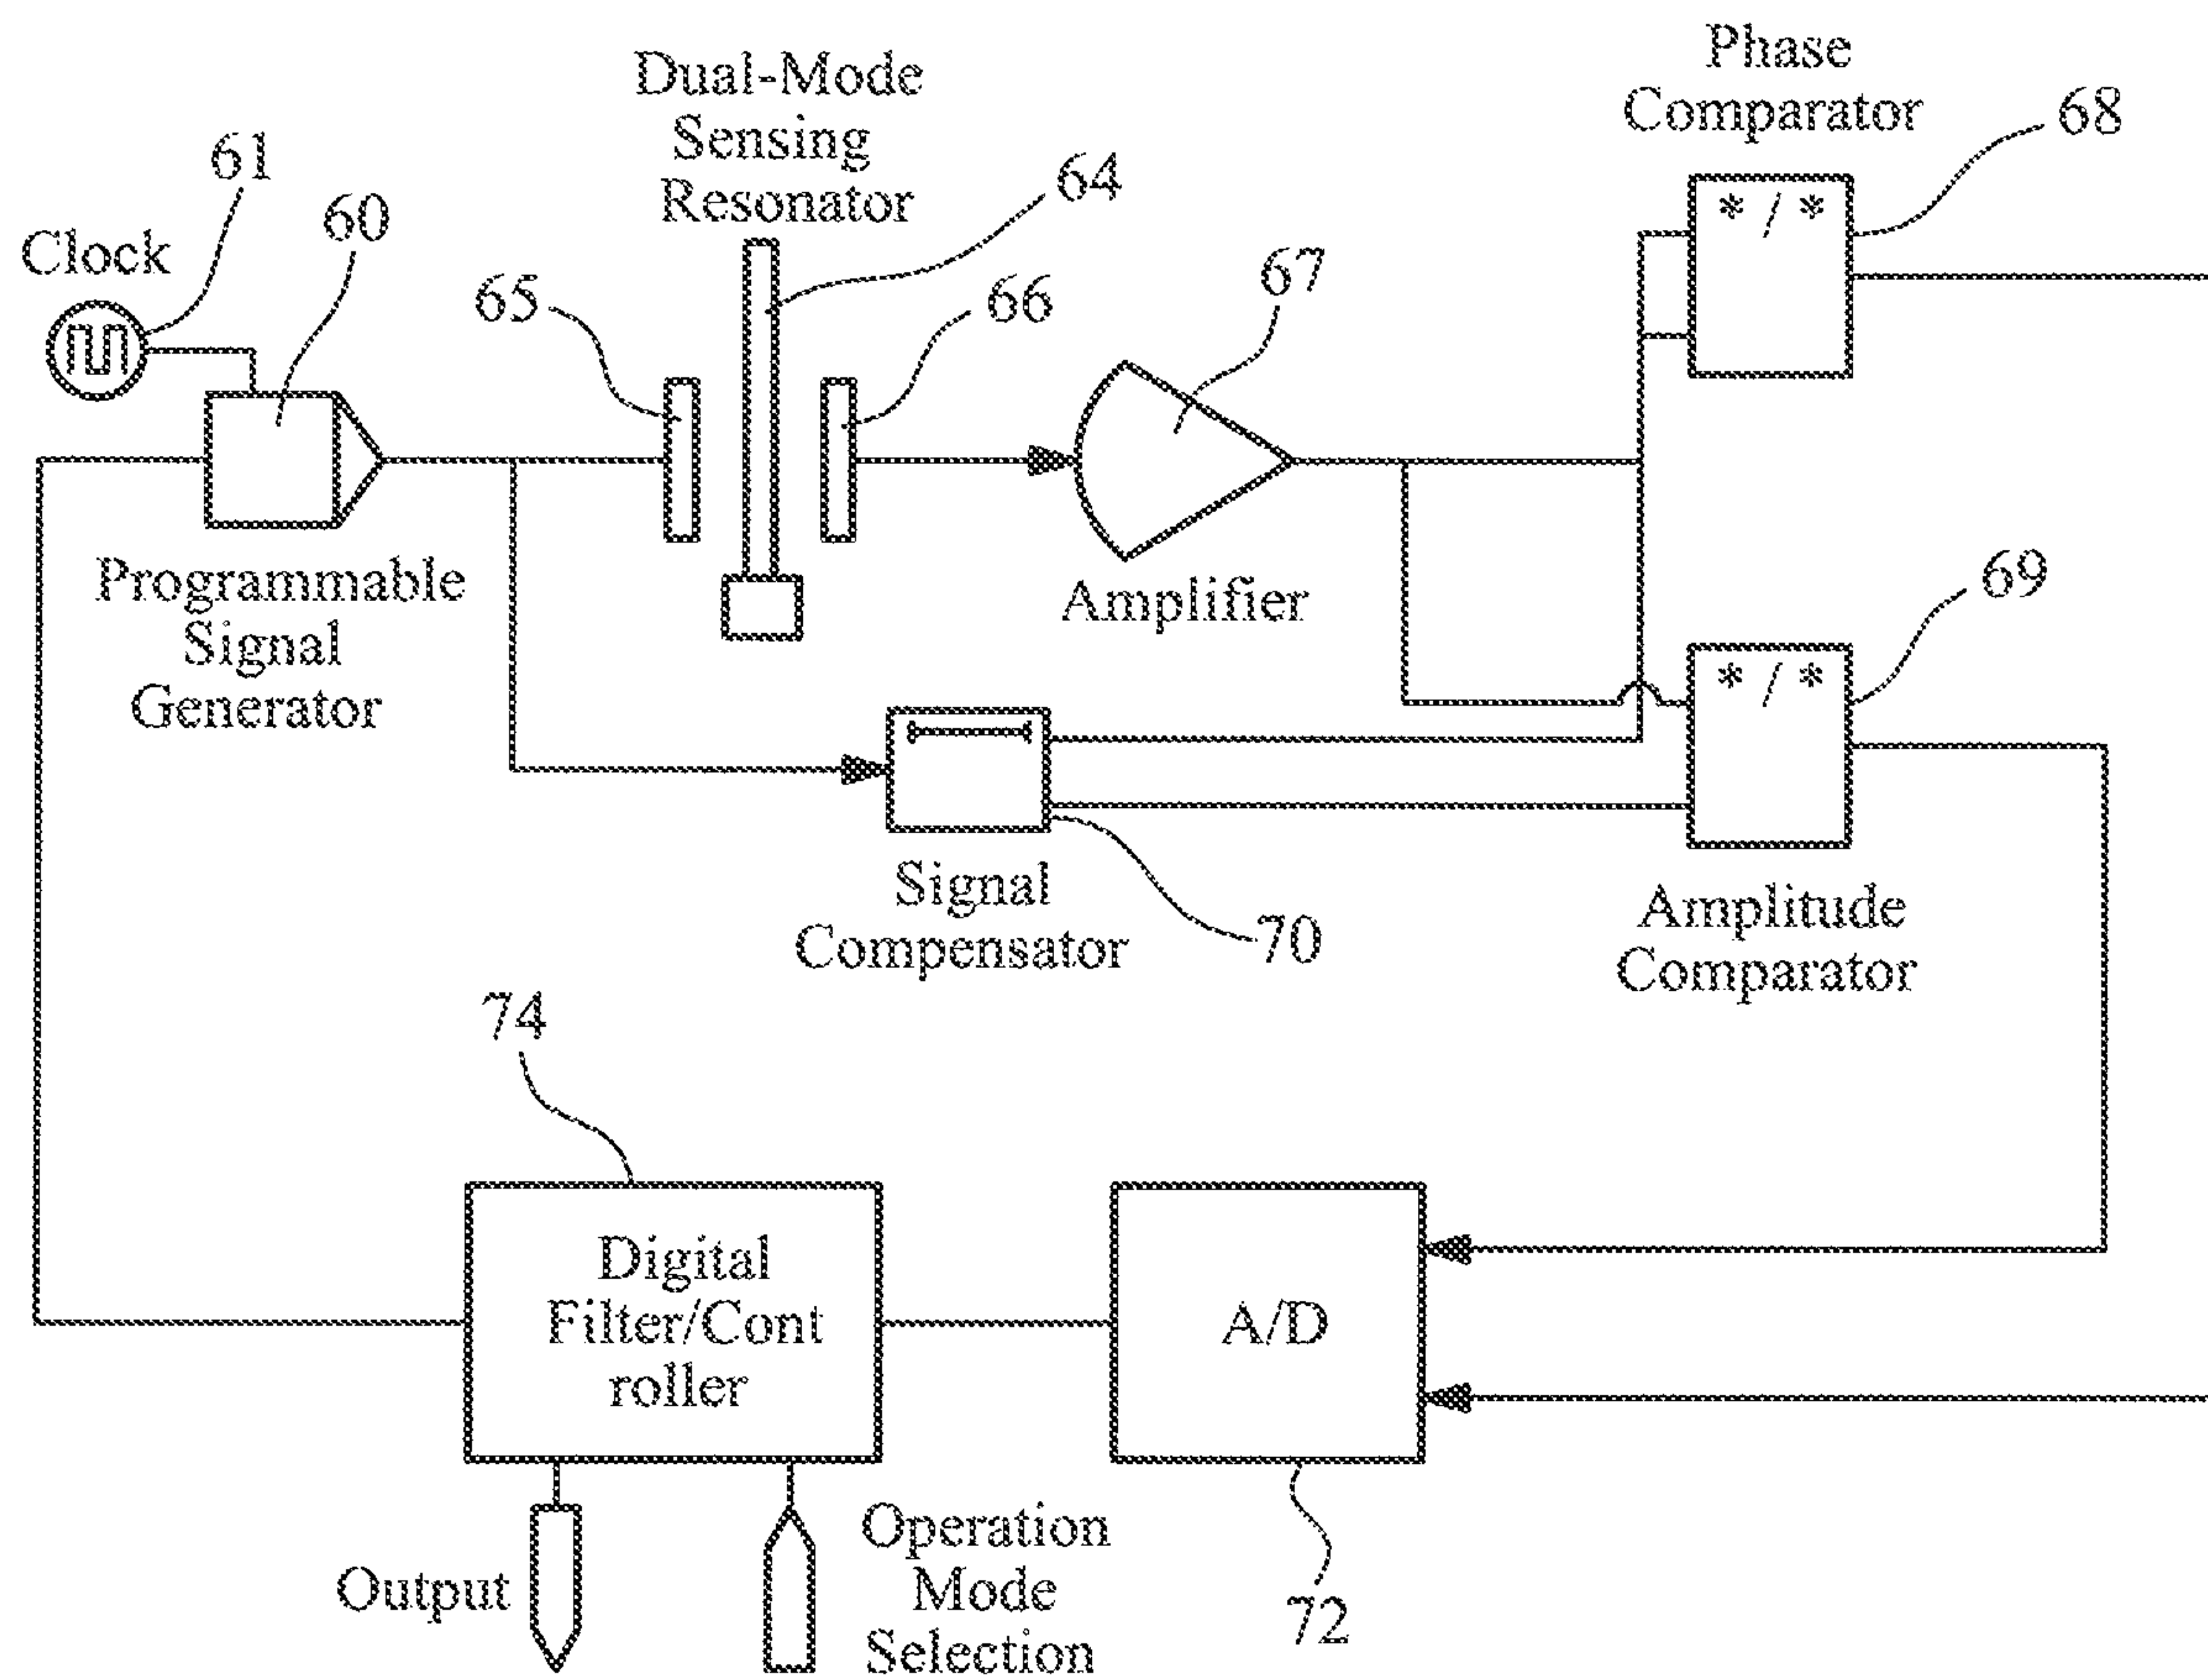 Phase
Comparator
68
* / *
Dual-Mode
Sensing
Resonator
64
61
Clock
60
65
66
67
Programmable
Signal
Generator
Amplifier
69
* / *
Signal
Compensator
70
Amplitude
Comparator
74
Digital
Filter/Cont
roller
A/D
72
Output
Operation
Mode
Selection